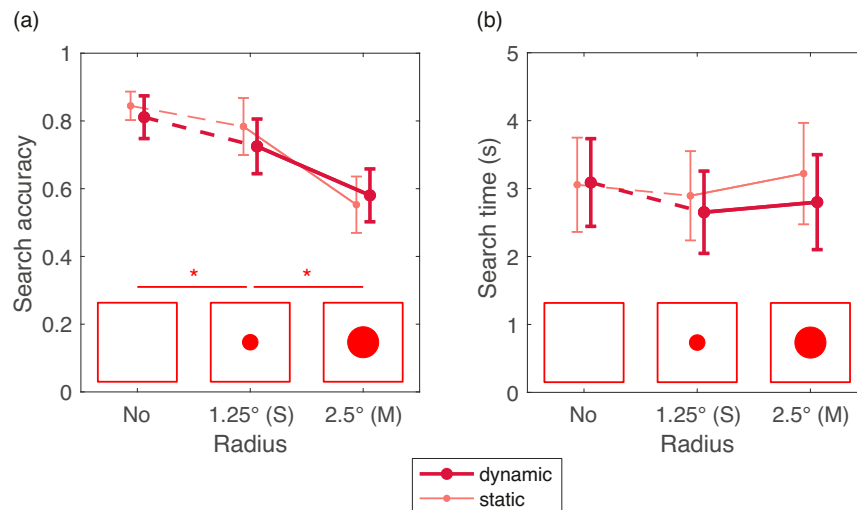 (a)
1
0.8
0.6
0.4
0.2
0
Search accuracy
* *
No 1.25° (S) 2.5° (M)
Radius
(b)
5
4
3
2
1
0
Search time (s)
No 1.25° (S) 2.5° (M)
Radius
dynamic
static